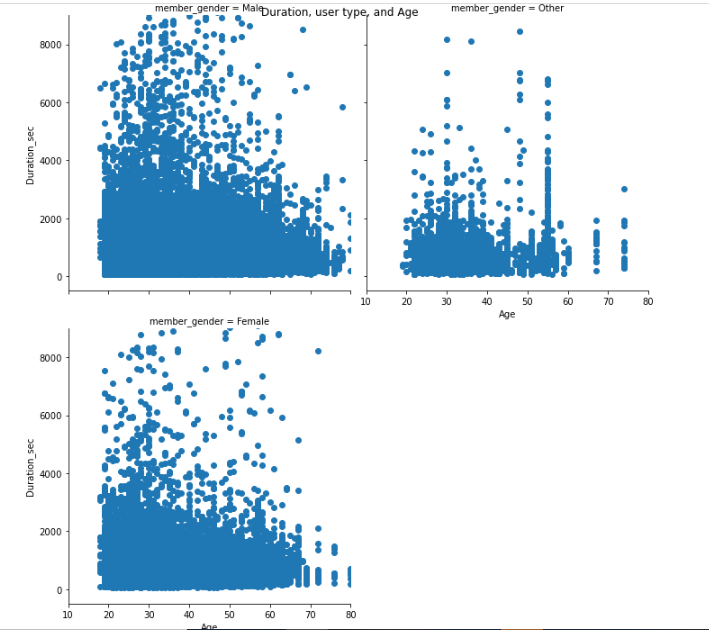 Duration, user type, and Age
member_gender = Male
member_gender = Other
8000
6000
4000
2000
0
Duration_sec
10 20 30 40 50 60 70 80
Age
member_gender = Female
8000
6000
4000
2000
0
Duration_sec
10 20 30 40 50 60 70 80
Age